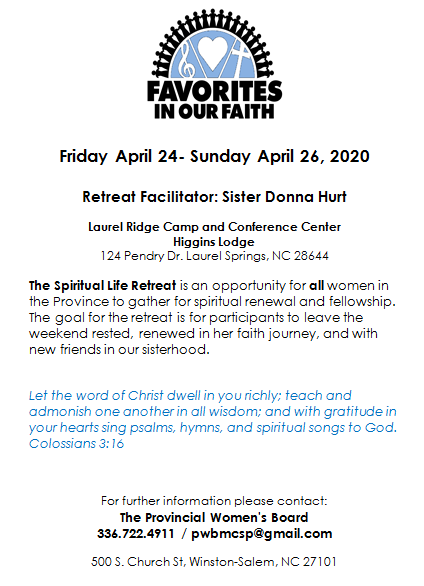 FAVORITES
IN OUR FAITH
Friday April 24- Sunday April 26, 2020
Retreat Facilitator: Sister Donna Hurt
Laurel Ridge Camp and Conference Center
Higgins Lodge
124 Pendry Dr. Laurel Springs, NC 28644
The Spiritual Life Retreat is an opportunity for all women in
the Province to gather for spiritual renewal and fellowship.
The goal for the retreat is for participants to leave the
weekend rested, renewed in her faith journey, and with
new friends in our sisterhood.
Let the word of Christ dwell in you richly; teach and
admonish one another in all wisdom; and with gratitude in
your hearts sing psalms, hymns, and spiritual songs to God.
Colossians 3:16
For further information please contact:
The Provincial Women's Board
336.722.4911 / pwbmcsp@gmail.com
500 S. Church St, Winston-Salem, NC 27101